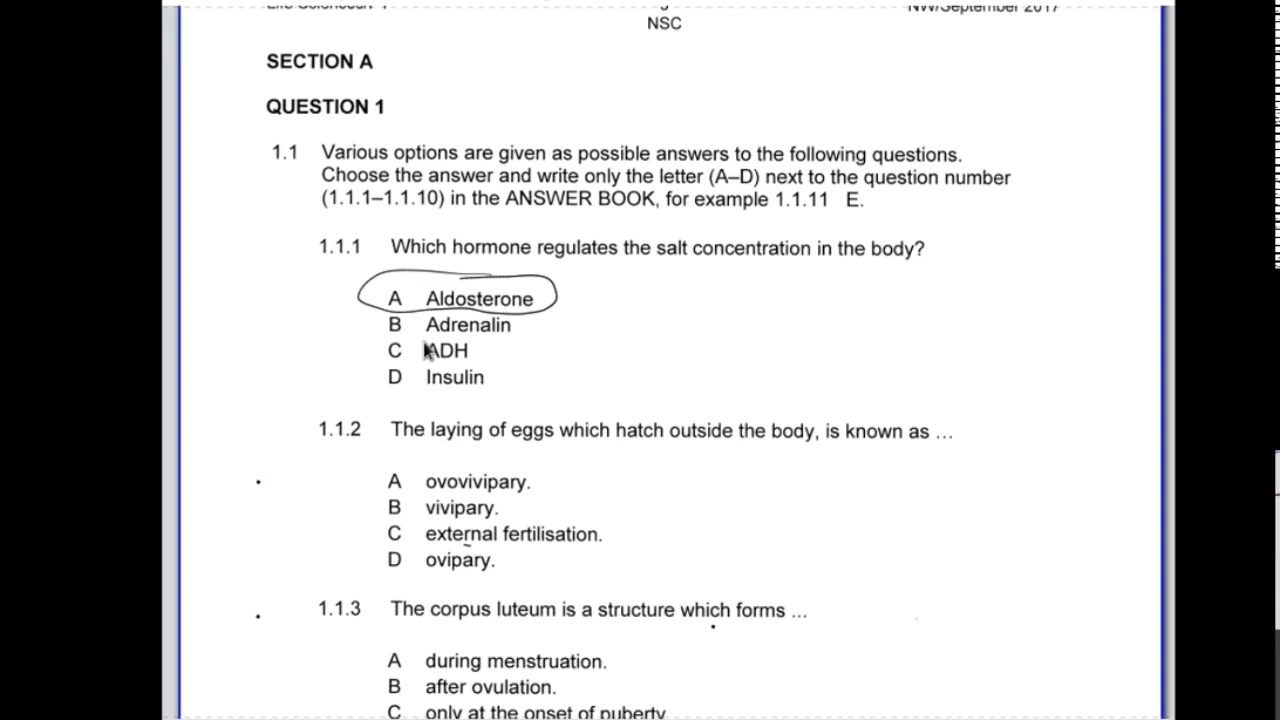 NSC
SECTION A
QUESTION 1
1.1 Various options are given as possible answers to the following questions.
Choose the answer and write only the letter (A–D) next to the question number
(1.1.1–1.1.10) in the ANSWER BOOK, for example 1.1.11 E.
1.1.1 Which hormone regulates the salt concentration in the body?
A Aldosterone
B Adrenalin
C ADH
D Insulin
1.1.2 The laying of eggs which hatch outside the body, is known as ...
A ovovivipary.
B vivipary.
C external fertilisation.
D ovipary.
1.1.3 The corpus luteum is a structure which forms ...
A during menstruation.
B after ovulation.
C only at the onset of puberty